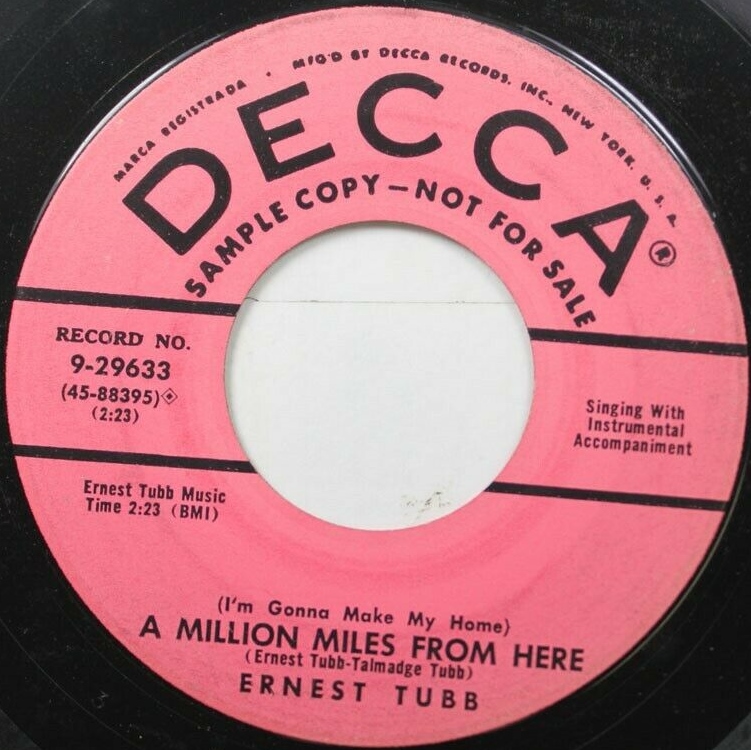 MARCA REGISTRADA • MFG'D BY DECCA RECORDS, INC., NEW YORK, U. S. A.
DECCA®
SAMPLE COPY—NOT FOR SALE
RECORD NO.
9-29633
(45-88395)
(2:23)
Singing With
Instrumental
Accompaniment
Ernest Tubb Music
Time 2:23 (BMI)
(I'm Gonna Make My Home)
A MILLION MILES FROM HERE
(Ernest Tubb-Talmadge Tubb)
ERNEST TUBB